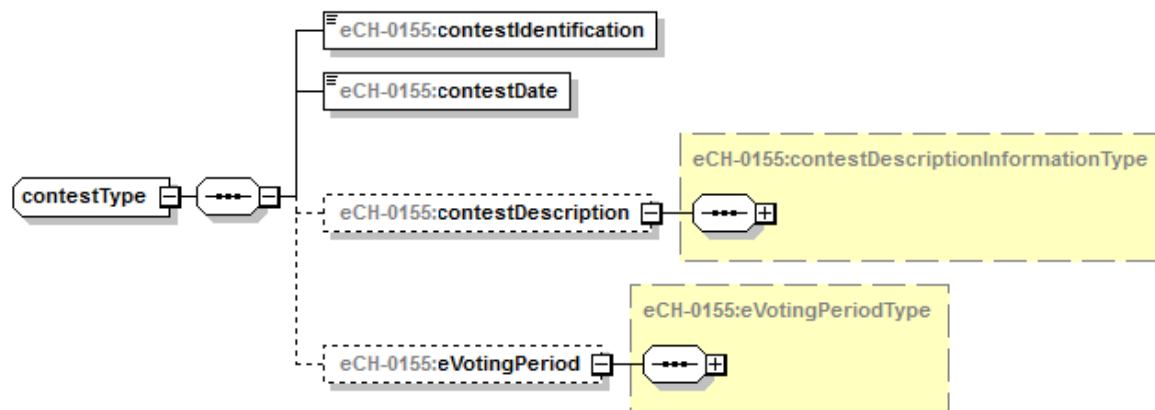 eCH-0155:contestIdentification
eCH-0155:contestDate
eCH-0155:contestDescriptionInformationType
contestType
eCH-0155:contestDescription
eCH-0155:eVotingPeriodType
eCH-0155:eVotingPeriod